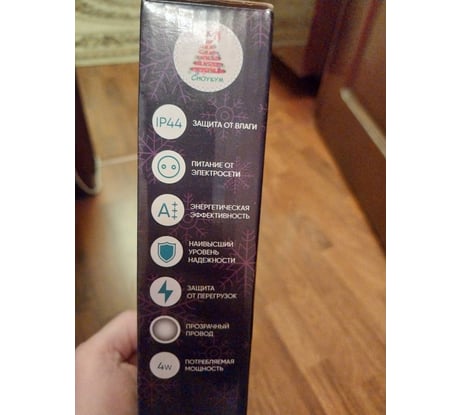 СНОУБУМ
IP44
ЗАЩИТА ОТ ВЛАГИ
ПИТАНИЕ ОТ
ЭЛЕКТРОСЕТИ
A
ЭНЕРГЕТИЧЕСКАЯ
ЭФФЕКТИВНОСТЬ
НАИВЫСШИЙ
УРОВЕНЬ
НАДЕЖНОСТИ
ЗАЩИТА
ОТ ПЕРЕГРУЗОК
ПРОЗРАЧНЫЙ
ПРОВОД
4W
ПОТРЕБЛЯЕМАЯ
МОЩНОСТЬ